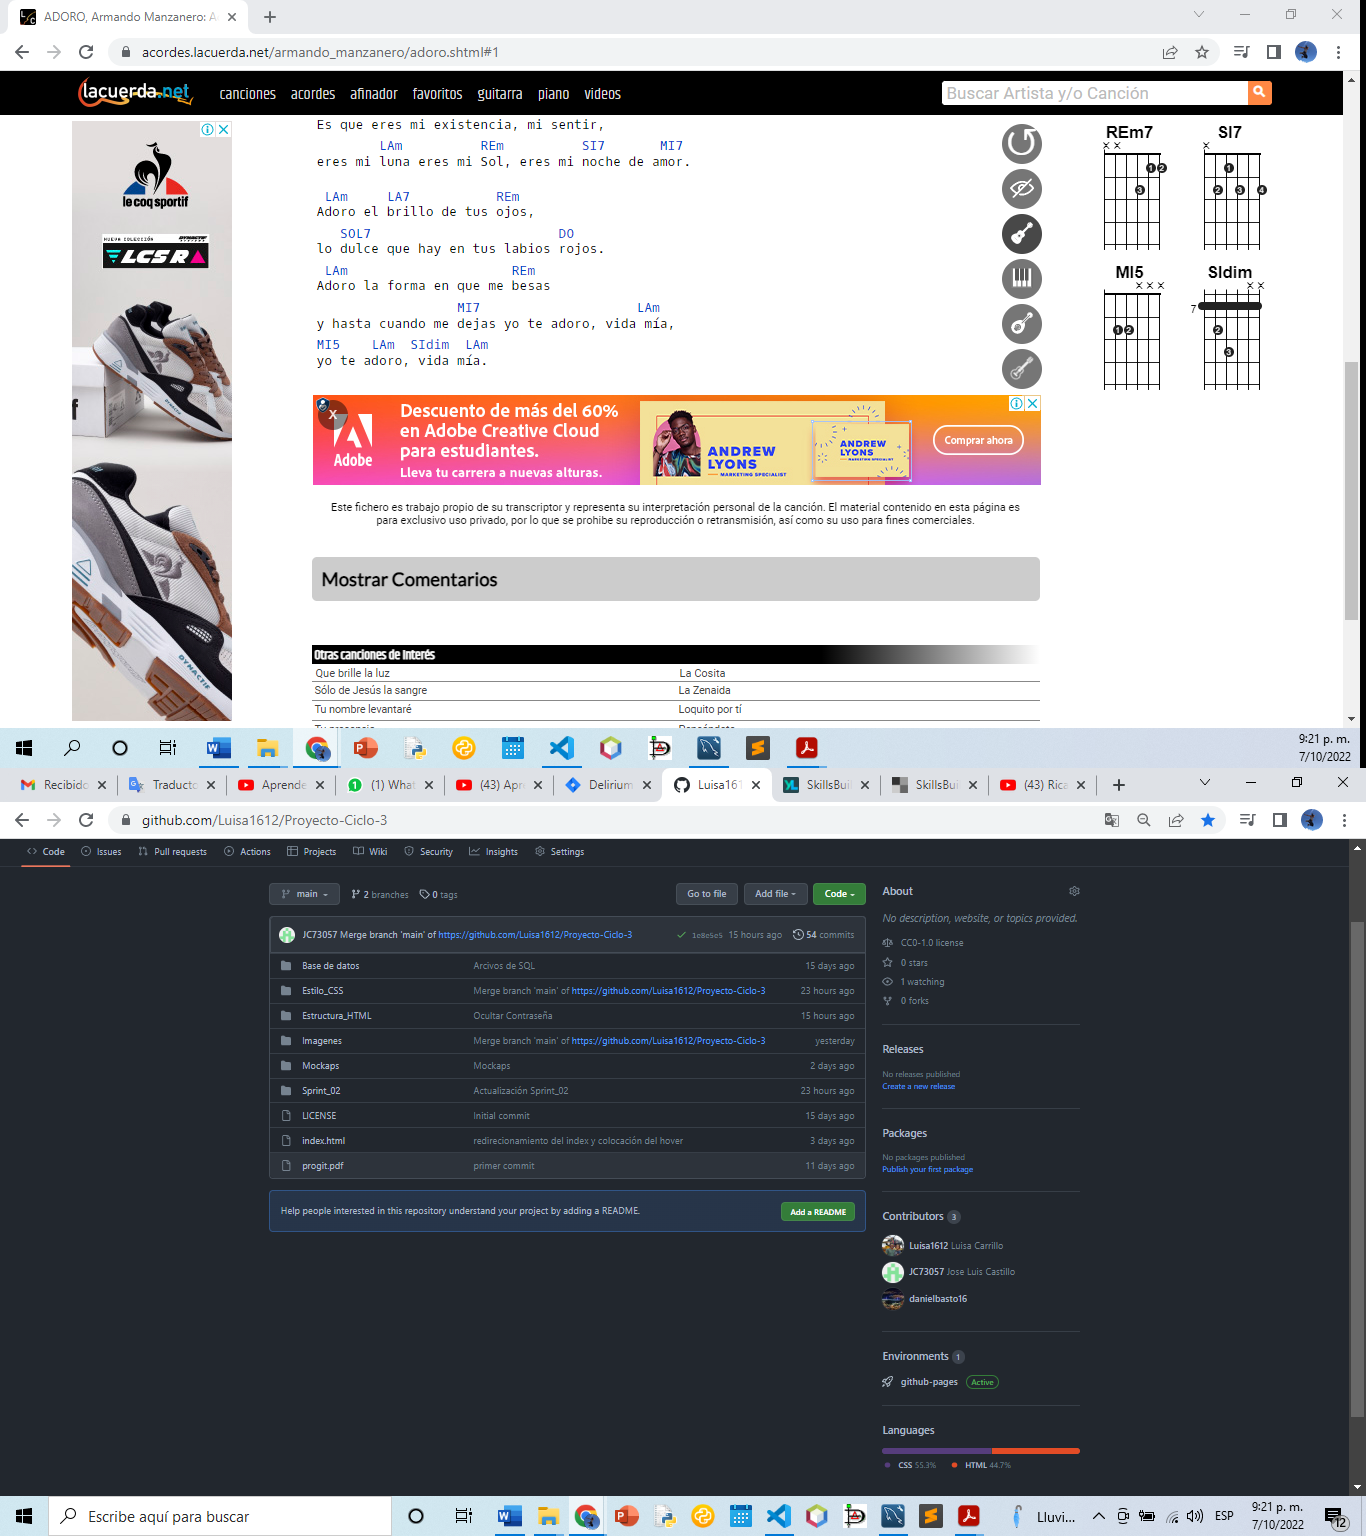 ADORO, Armando Manzanero: A
acordes.lacuerda.net/armando_manzanero/adoro.shtml#1
lacuerda.net canciones acordes afinador favoritos guitarra piano videos Buscar Artista y/o Canción
Es que eres mi existencia, mi sentir,
LAm REm SI7 MI7
eres mi luna eres mi Sol, eres mi noche de amor.
LAm LA7 REm
Adoro el brillo de tus ojos,
SOL7 DO
lo dulce que hay en tus labios rojos.
LAm REm
Adoro la forma en que me besas
MI7 LAm
y hasta cuando me dejas yo te adoro, vida mía,
MI5 LAm SIdim LAm
yo te adoro, vida mía.
le coq sportif
NUEVA COLECCIÓN
LCS R
DYNACTIF
REm7 SI7
MI5 SIdim
7
Adobe
Descuento de más del 60%
en Adobe Creative Cloud
para estudiantes.
Lleva tu carrera a nuevas alturas.
ANDREW
LYONS
MARKETING SPECIALIST
ANDREW
LYONS
MARKETING SPECIALIST
Comprar ahora
Este fichero es trabajo propio de su transcriptor y representa su interpretación personal de la canción. El material contenido en esta página es
para exclusivo uso privado, por lo que se prohibe su reproducción o retransmisión, así como su uso para fines comerciales.
Mostrar Comentarios
Otras canciones de Interés
Que brille la luz La Cosita
Sólo de Jesús la sangre La Zenaida
Tu nombre levantaré Loquito por tí
9:21 p. m.
7/10/2022
Recibido Traducto Aprende (1) What (43) Apr Delirium Luisa161 SkillsBuil SkillsBui (43) Rica
github.com/Luisa1612/Proyecto-Ciclo-3
Code Issues Pull requests Actions Projects Wiki Security Insights Settings
main 2 branches 0 tags Go to file Add file Code
JC73057 Merge branch 'main' of https://github.com/Luisa1612/Proyecto-Ciclo-3 1e8e5e5 15 hours ago 54 commits
Base de datos Arcivos de SQL 15 days ago
Estilo_CSS Merge branch 'main' of https://github.com/Luisa1612/Proyecto-Ciclo-3 23 hours ago
Estructura_HTML Ocultar Contraseña 15 hours ago
Imagenes Merge branch 'main' of https://github.com/Luisa1612/Proyecto-Ciclo-3 yesterday
Mockaps Mockaps 2 days ago
Sprint_02 Actualización Sprint_02 23 hours ago
LICENSE Initial commit 15 days ago
index.html redirecionamiento del index y colocación del hover 3 days ago
progit.pdf primer commit 11 days ago
Help people interested in this repository understand your project by adding a README. Add a README
About
No description, website, or topics provided.
CC0-1.0 license
0 stars
1 watching
0 forks
Releases
No releases published
Create a new release
Packages
No packages published
Publish your first package
Contributors 3
Luisa1612 Luisa Carrillo
JC73057 Jose Luis Castillo
danielbasto16
Environments 1
github-pages Active
Languages
CSS 55.3% HTML 44.7%
Escribe aquí para buscar
Lluvi... ESP 9:21 p. m.
7/10/2022
12